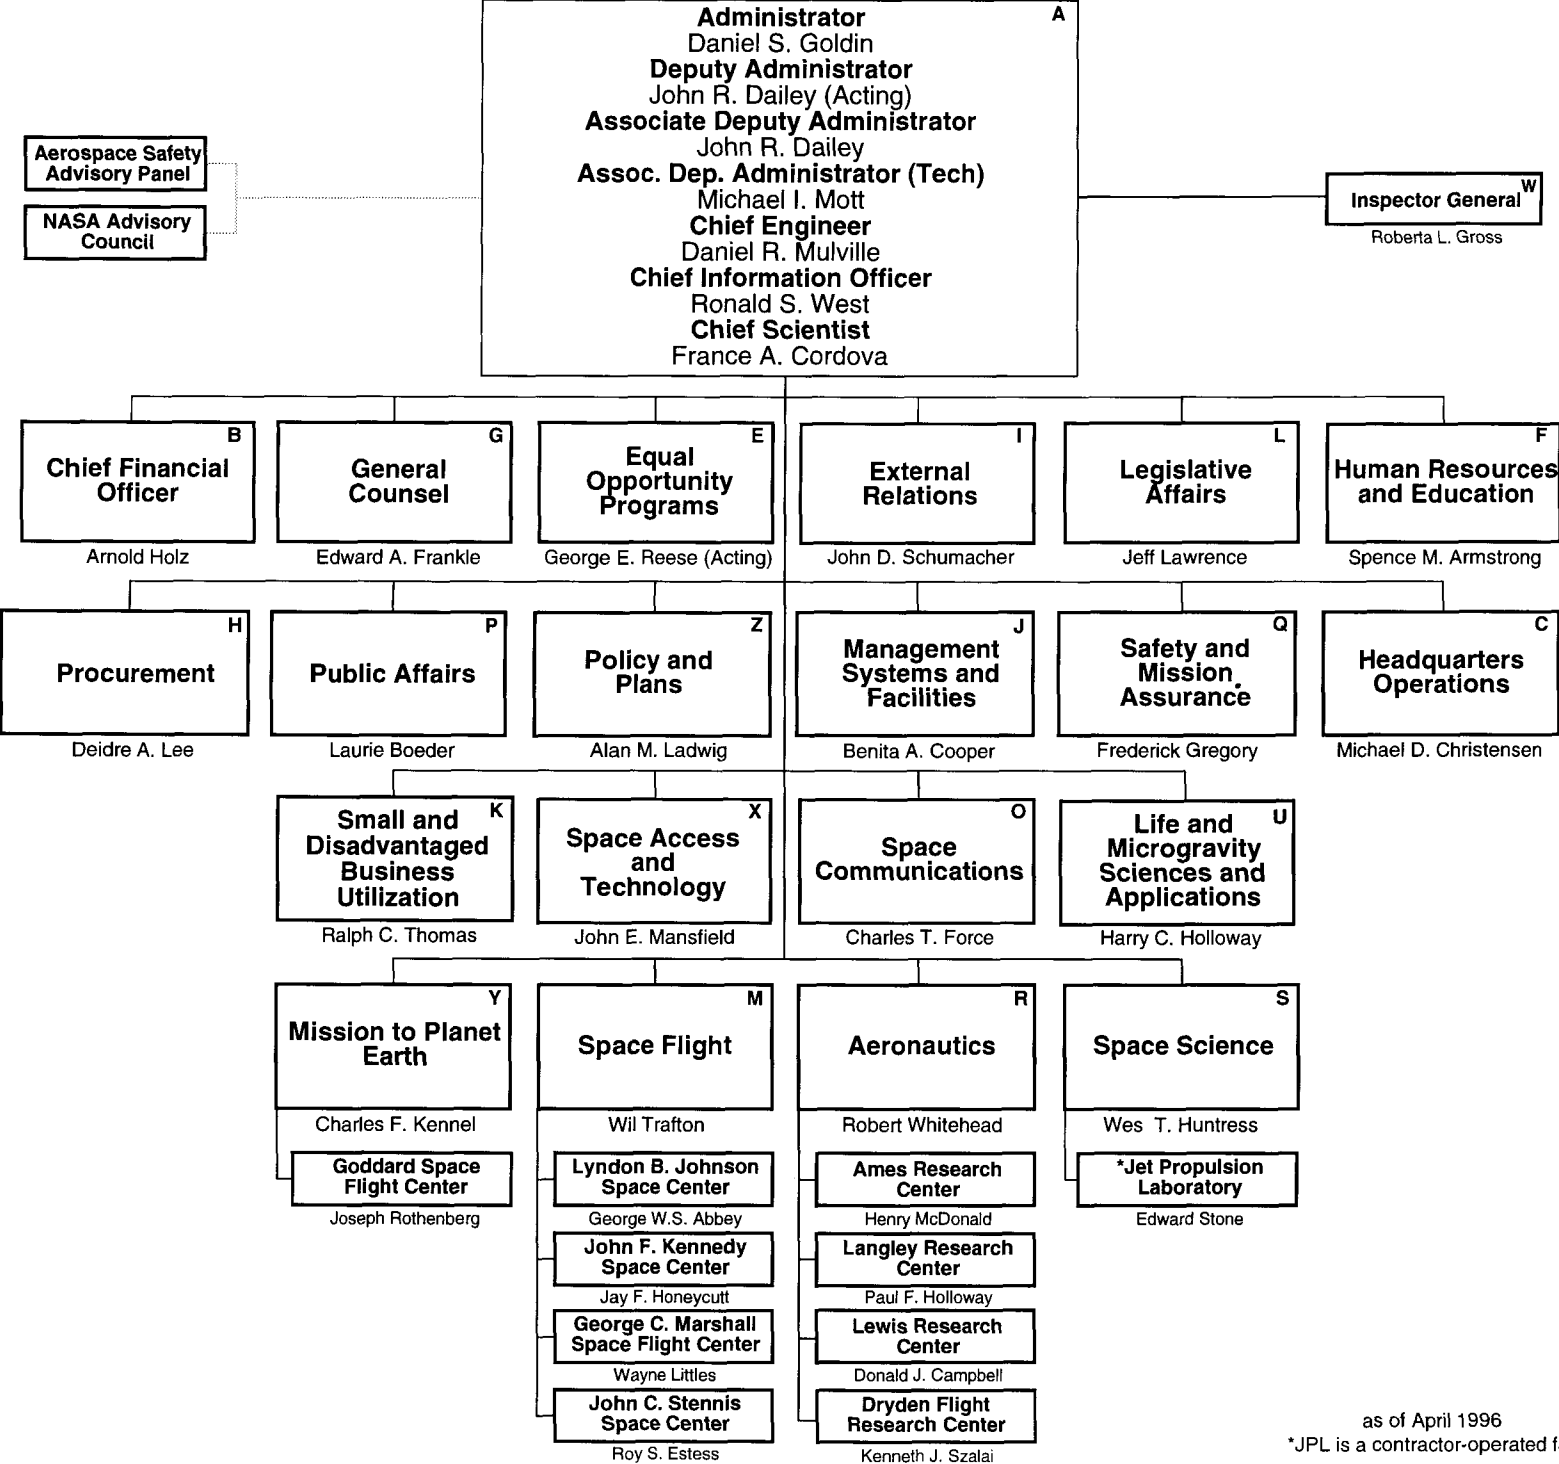 A
Administrator
Daniel S. Goldin
Deputy Administrator
John R. Dailey (Acting)
Associate Deputy Administrator
John R. Dailey
Assoc. Dep. Administrator (Tech)
Michael I. Mott
Chief Engineer
Daniel R. Mulville
Chief Information Officer
Ronald S. West
Chief Scientist
France A. Cordova
Aerospace Safety
Advisory Panel
NASA Advisory
Council
W
Inspector General
Roberta L. Gross
B
Chief Financial
Officer
Arnold Holz
G
General
Counsel
Edward A. Frankle
E
Equal
Opportunity
Programs
George E. Reese (Acting)
I
External
Relations
John D. Schumacher
L
Legislative
Affairs
Jeff Lawrence
F
Human Resources
and Education
Spence M. Armstrong
H
Procurement
Deidre A. Lee
P
Public Affairs
Laurie Boeder
Z
Policy and
Plans
Alan M. Ladwig
J
Management
Systems and
Facilities
Benita A. Cooper
Q
Safety and
Mission
Assurance
Frederick Gregory
C
Headquarters
Operations
Michael D. Christensen
K
Small and
Disadvantaged
Business
Utilization
Ralph C. Thomas
X
Space Access
and
Technology
John E. Mansfield
O
Space
Communications
Charles T. Force
U
Life and
Microgravity
Sciences and
Applications
Harry C. Holloway
Y
Mission to Planet
Earth
Charles F. Kennel
Goddard Space
Flight Center
Joseph Rothenberg
M
Space Flight
Wil Trafton
Lyndon B. Johnson
Space Center
George W.S. Abbey
John F. Kennedy
Space Center
Jay F. Honeycutt
George C. Marshall
Space Flight Center
Wayne Littles
John C. Stennis
Space Center
Roy S. Estess
R
Aeronautics
Robert Whitehead
Ames Research
Center
Henry McDonald
Langley Research
Center
Paul F. Holloway
Lewis Research
Center
Donald J. Campbell
Dryden Flight
Research Center
Kenneth J. Szalai
S
Space Science
Wes T. Huntress
*Jet Propulsion
Laboratory
Edward Stone
as of April 1996
*JPL is a contractor-operated